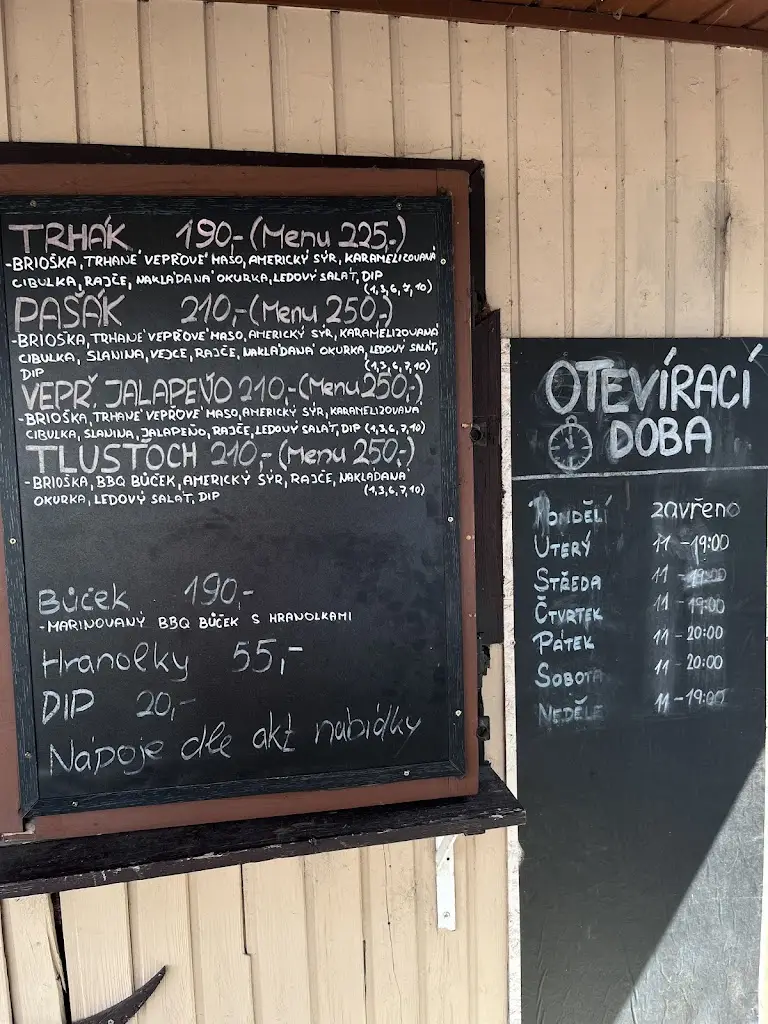 TRHÁK 190,- (Menu 225,-)
-BRIOŠKA, TRHANÉ VEPŘOVÉ MASO, AMERICKÝ SÝR, KARAMELIZOVANÁ
CIBULKA, RAJČE, NAKLÁDANÁ OKURKA, LEDOVÝ SALÁT, DIP
(1,3,6,7,10)
PAŠÁK 210,- (Menu 250,-)
-BRIOŠKA, TRHANÉ VEPŘOVÉ MASO, AMERICKÝ SÝR, KARAMELIZOVANÁ
CIBULKA, SLANINA, VEJCE, RAJČE, NAKLÁDANÁ OKURKA, LEDOVÝ SALÁT,
DIP (1,3,6,7,10)
VEPŘ. JALAPEŇO 210,- (Menu 250,-)
-BRIOŠKA, TRHANÉ VEPŘOVÉ MASO, AMERICKÝ SÝR, KARAMELIZOVANÁ
CIBULKA, SLANINA, JALAPEŇO, RAJČE, LEDOVÝ SALÁT, DIP (1,3,6,7,10)
TLUSŤOCH 210,- (Menu 250,-)
-BRIOŠKA, BBQ BŮČEK, AMERICKÝ SÝR, RAJČE, NAKLÁDANÁ
OKURKA, LEDOVÝ SALÁT, DIP (1,3,6,7,10)
Bůček 190,-
-MARINOVANÝ BBQ BŮČEK S HRANOLKAMI
Hranolky 55,-
DIP 20,-
Nápoje dle akt nabídky
OTEVÍRACÍ
DOBA
PONDĚLÍ zavřeno
ÚTERÝ 11 - 19:00
STŘEDA 11 - 19:00
ČTVRTEK 11 - 19:00
PÁTEK 11 - 20:00
SOBOTA 11 - 20:00
NEDĚLE 11 - 19:00